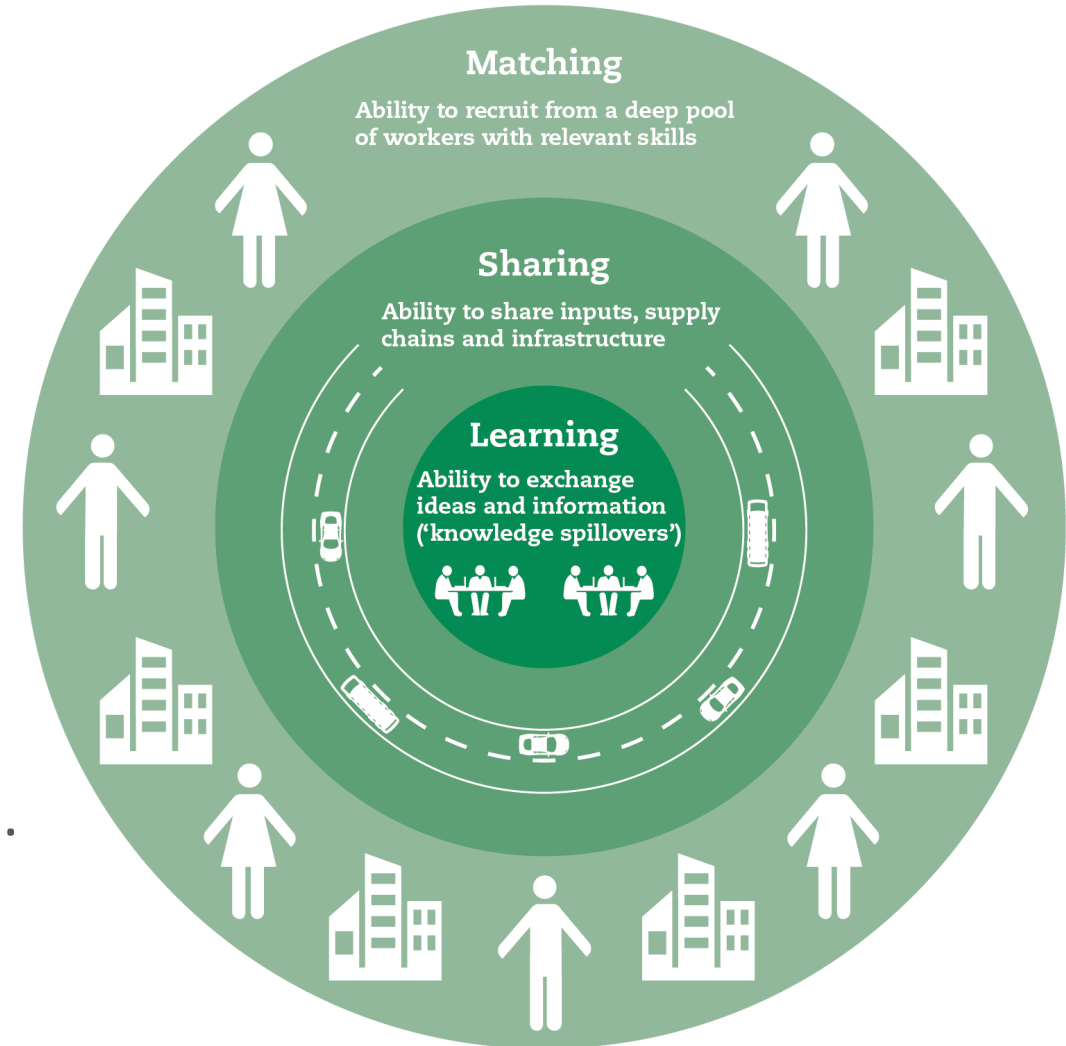 Matching
Ability to recruit from a deep pool
of workers with relevant skills
Sharing
Ability to share inputs, supply
chains and infrastructure
Learning
Ability to exchange
ideas and information
(‘knowledge spillovers’)